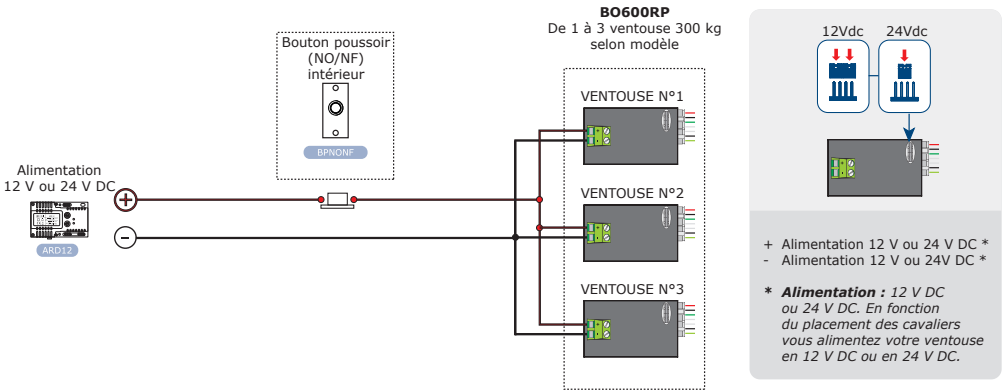 BO600RP
De 1 à 3 ventouse 300 kg
selon modèle
Bouton poussoir
(NO/NF)
intérieur
BPNONF
VENTOUSE N°1
VENTOUSE N°2
VENTOUSE N°3
Alimentation
12 V ou 24 V DC
+
-
ARD12
12Vdc
24Vdc
+ Alimentation 12 V ou 24 V DC *
- Alimentation 12 V ou 24V DC *
* Alimentation : 12 V DC
ou 24 V DC. En fonction
du placement des cavaliers
vous alimentez votre ventouse
en 12 V DC ou en 24 V DC.